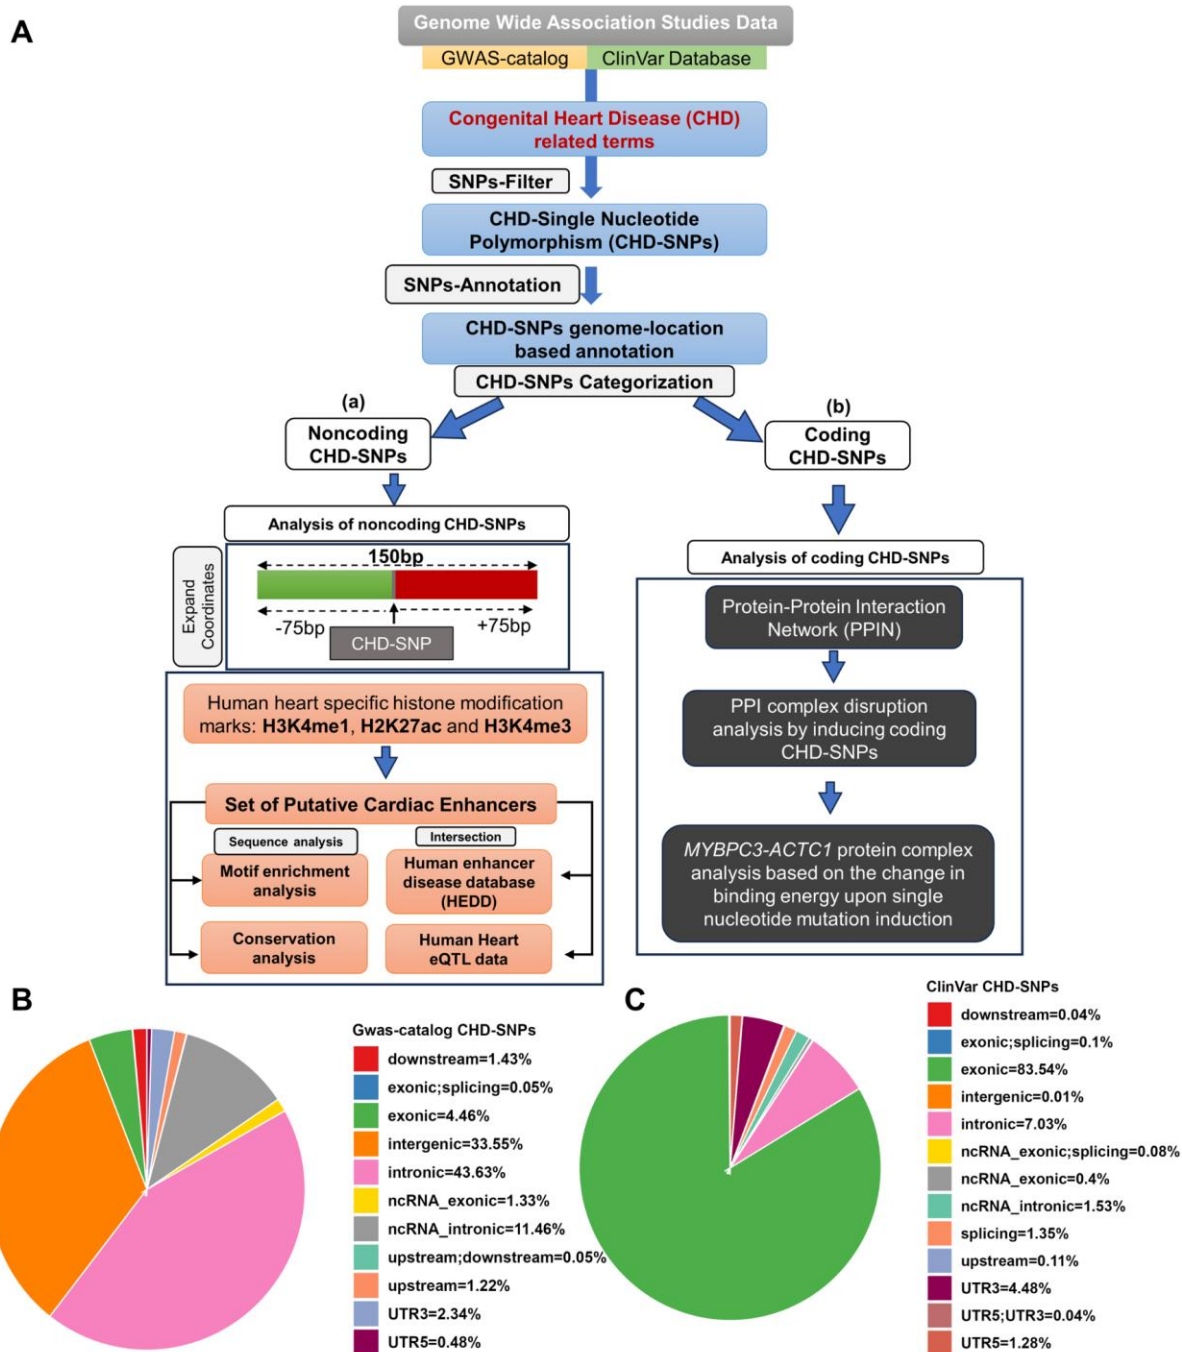 A
Genome Wide Association Studies Data
GWAS-catalog
ClinVar Database
Congenital Heart Disease (CHD)
related terms
SNPs-Filter
CHD-Single Nucleotide
Polymorphism (CHD-SNPs)
SNPs-Annotation
CHD-SNPs genome-location
based annotation
CHD-SNPs Categorization
(a)
Noncoding
CHD-SNPs
(b)
Coding
CHD-SNPs
Analysis of noncoding CHD-SNPs
Expand
Coordinates
150bp
-75bp
+75bp
CHD-SNP
Human heart specific histone modification
marks: H3K4me1, H2K27ac and H3K4me3
Set of Putative Cardiac Enhancers
Sequence analysis
Motif enrichment
analysis
Conservation
analysis
Intersection
Human enhancer
disease database
(HEDD)
Human Heart
eQTL data
Analysis of coding CHD-SNPs
Protein-Protein Interaction
Network (PPIN)
PPI complex disruption
analysis by inducing coding
CHD-SNPs
MYBPC3-ACTC1 protein complex
analysis based on the change in
binding energy upon single
nucleotide mutation induction
B
Gwas-catalog CHD-SNPs
downstream=1.43%
exonic;splicing=0.05%
exonic=4.46%
intergenic=33.55%
intronic=43.63%
ncRNA_exonic=1.33%
ncRNA_intronic=11.46%
upstream;downstream=0.05%
upstream=1.22%
UTR3=2.34%
UTR5=0.48%
C
ClinVar CHD-SNPs
downstream=0.04%
exonic;splicing=0.1%
exonic=83.54%
intergenic=0.01%
intronic=7.03%
ncRNA_exonic;splicing=0.08%
ncRNA_exonic=0.4%
ncRNA_intronic=1.53%
splicing=1.35%
upstream=0.11%
UTR3=4.48%
UTR5;UTR3=0.04%
UTR5=1.28%